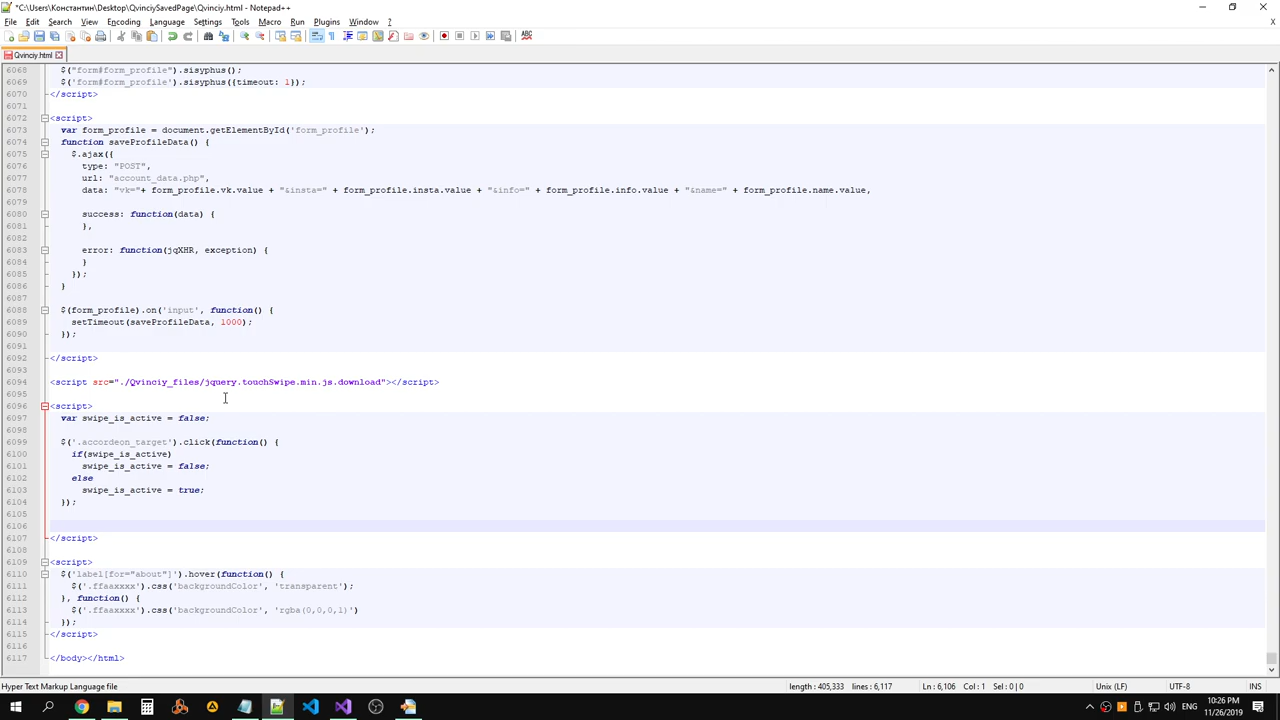 *C:\Users\Константин\Desktop\QvinciySavedPage\Qvinciy.html - Notepad++
File Edit Search View Encoding Language Settings Tools Macro Run Plugins Window ?
X
ABC
Qvinciy.html
6068 $("form#form_profile").sisyphus();
6069 $('form#form_profile').sisyphus({timeout: 1});
6070 </script>
6071
6072 <script>
6073 var form_profile = document.getElementById('form_profile');
6074 function saveProfileData() {
6075 $.ajax({
6076 type: "POST",
6077 url: "account_data.php",
6078 data: "vk="+ form_profile.vk.value + "&insta=" + form_profile.insta.value + "&info=" + form_profile.info.value + "&name=" + form_profile.name.value,
6079
6080 success: function(data) {
6081 },
6082
6083 error: function(jqXHR, exception) {
6084 }
6085 });
6086 }
6087
6088 $(form_profile).on('input', function() {
6089 setTimeout(saveProfileData, 1000);
6090 });
6091
6092 </script>
6093
6094 <script src="./Qvinciy_files/jquery.touchSwipe.min.js.download"></script>
6095
6096 <script>
6097 var swipe_is_active = false;
6098
6099 $('.accordeon_target').click(function() {
6100 if(swipe_is_active)
6101 swipe_is_active = false;
6102 else
6103 swipe_is_active = true;
6104 });
6105
6106
6107 </script>
6108
6109 <script>
6110 $('label[for="about"]').hover(function() {
6111 $('.ffaaxxxx').css('backgroundColor', 'transparent');
6112 }, function() {
6113 $('.ffaaxxxx').css('backgroundColor', 'rgba(0,0,0,1)')
6114 });
6115 </script>
6116
6117 </body></html>
Hyper Text Markup Language file length : 405,333 lines : 6,117 Ln : 6,106 Col : 1 Sel : 0 | 0 Unix (LF) UTF-8 INS
ENG
10:26 PM
11/26/2019